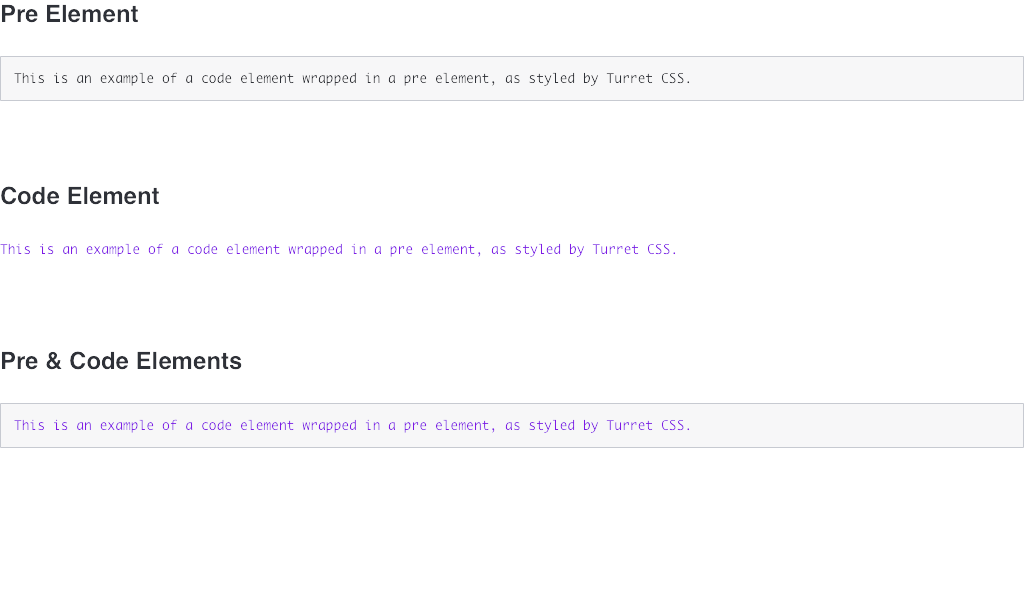 Pre Element
This is an example of a code element wrapped in a pre element, as styled by Turret CSS.
Code Element
This is an example of a code element wrapped in a pre element, as styled by Turret CSS.
Pre & Code Elements
This is an example of a code element wrapped in a pre element, as styled by Turret CSS.